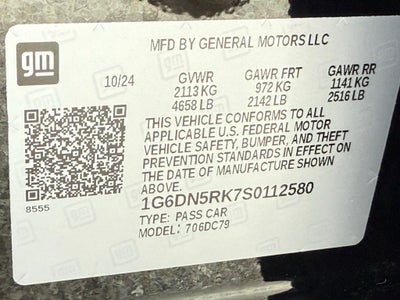 gm
MFD BY GENERAL MOTORS LLC
10/24 GVWR GAWR FRT GAWR RR
2113 KG 972 KG 1141 KG
4658 LB 2142 LB 2516 LB
THIS VEHICLE CONFORMS TO ALL
APPLICABLE U.S. FEDERAL MOTOR
VEHICLE SAFETY, BUMPER, AND THEFT
PREVENTION STANDARDS IN EFFECT ON
THE DATE OF MANUFACTURE SHOWN
ABOVE.
8555
1G6DN5RK7S0112580
TYPE: PASS CAR
MODEL: 706DC79